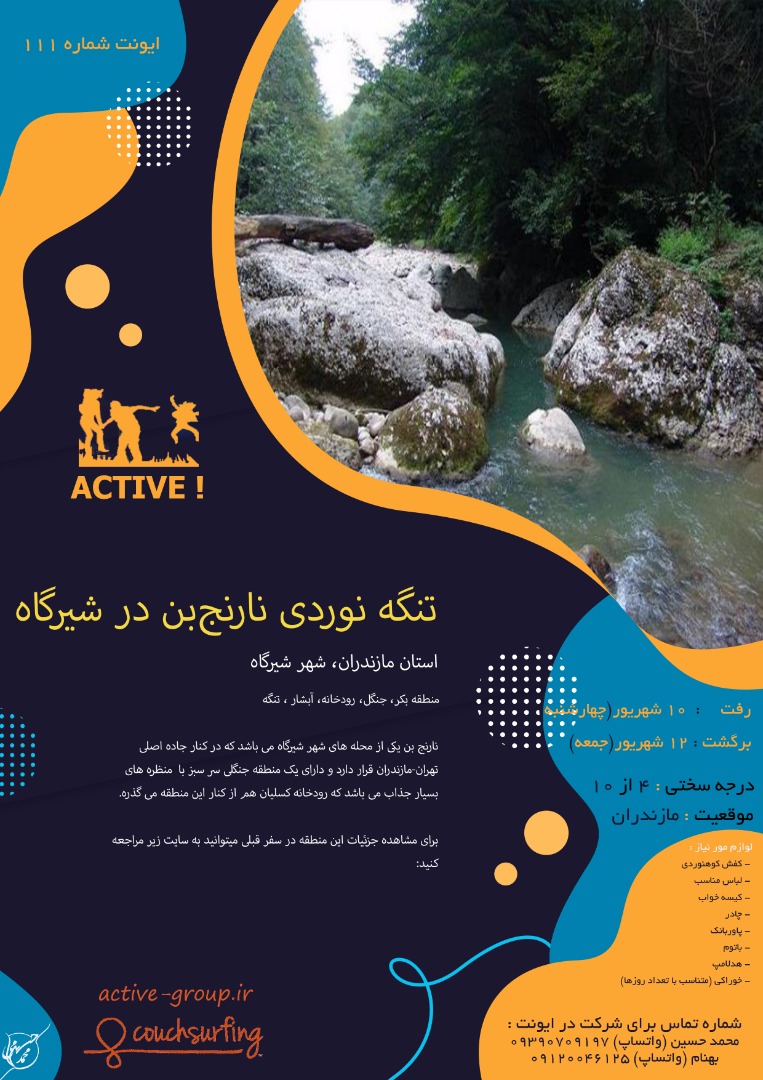 ایونت شماره ۱۱۱
ACTIVE !
تنگه نوردی نارنج‌بن در شیرگاه
استان مازندران، شهر شیرگاه
منطقه بکر، جنگل، رودخانه، آبشار ، تنگه
نارنج بن یکی از محله های شهر شیرگاه می باشد که در کنار جاده اصلی
تهران-مازندران قرار دارد و دارای یک منطقه جنگلی سر سبز با منظره های
بسیار جذاب می باشد که رودخانه کسلیان هم از کنار این منطقه می گذره.
برای مشاهده جزئیات این منطقه در سفر قبلی میتوانید به سایت زیر مراجعه
کنید:
active-group.ir
couchsurfing
رفت : ۱۰ شهریور(چهارشنبه
برگشت : ۱۲ شهریور(جمعه)
درجه سختی : ۴ از ۱۰
موقعیت : مازندران
لوازم مور نیاز :
- کفش کوهنوردی
- لباس مناسب
- کیسه خواب
- چادر
- پاوربانک
- باتوم
- هدلامپ
- خوراکی (متناسب با تعداد روزها)
شماره تماس برای شرکت در ایونت :
محمد حسین (واتساپ) ۰۹۳۹۰۷۰۹۱۹۷
بهنام (واتساپ) ۰۹۱۲۰۰۴۶۱۲۵